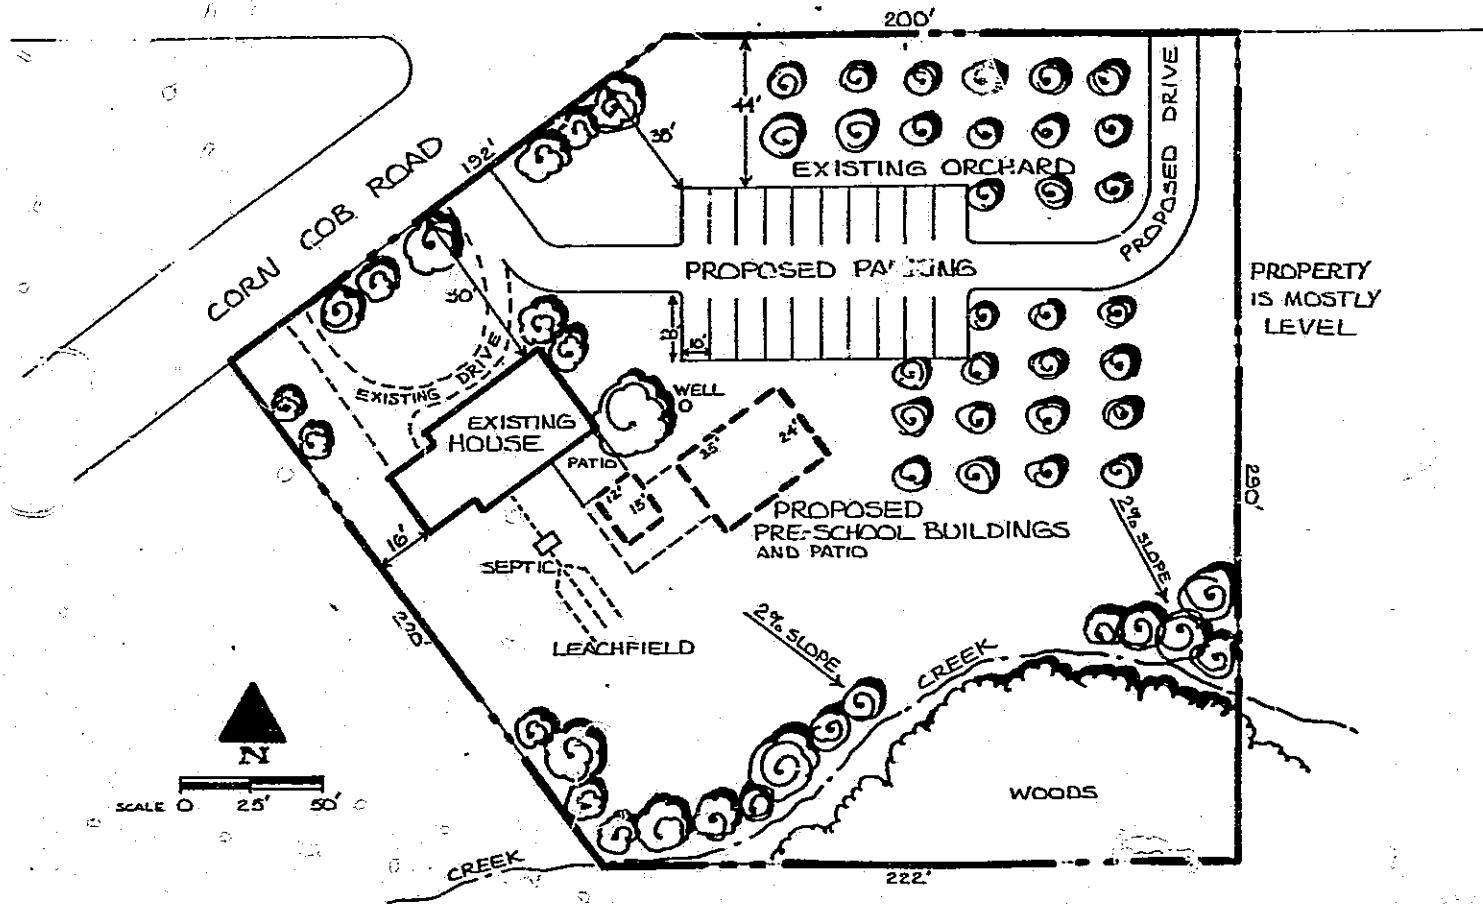 200'
44'
38'
192'
CORN COB ROAD
EXISTING ORCHARD
PROPOSED DRIVE
PROPOSED PARKING
PROPERTY
IS MOSTLY
LEVEL
30'
18'
EXISTING DRIVE
EXISTING
HOUSE
WELL
PATIO
35'
24'
12'
15'
PROPOSED
PRE-SCHOOL BUILDINGS
AND PATIO
290'
2% SLOPE
16'
SEPTIC
LEACHFIELD
2% SLOPE
CREEK
N
SCALE 0 25' 50'
WOODS
CREEK
222'